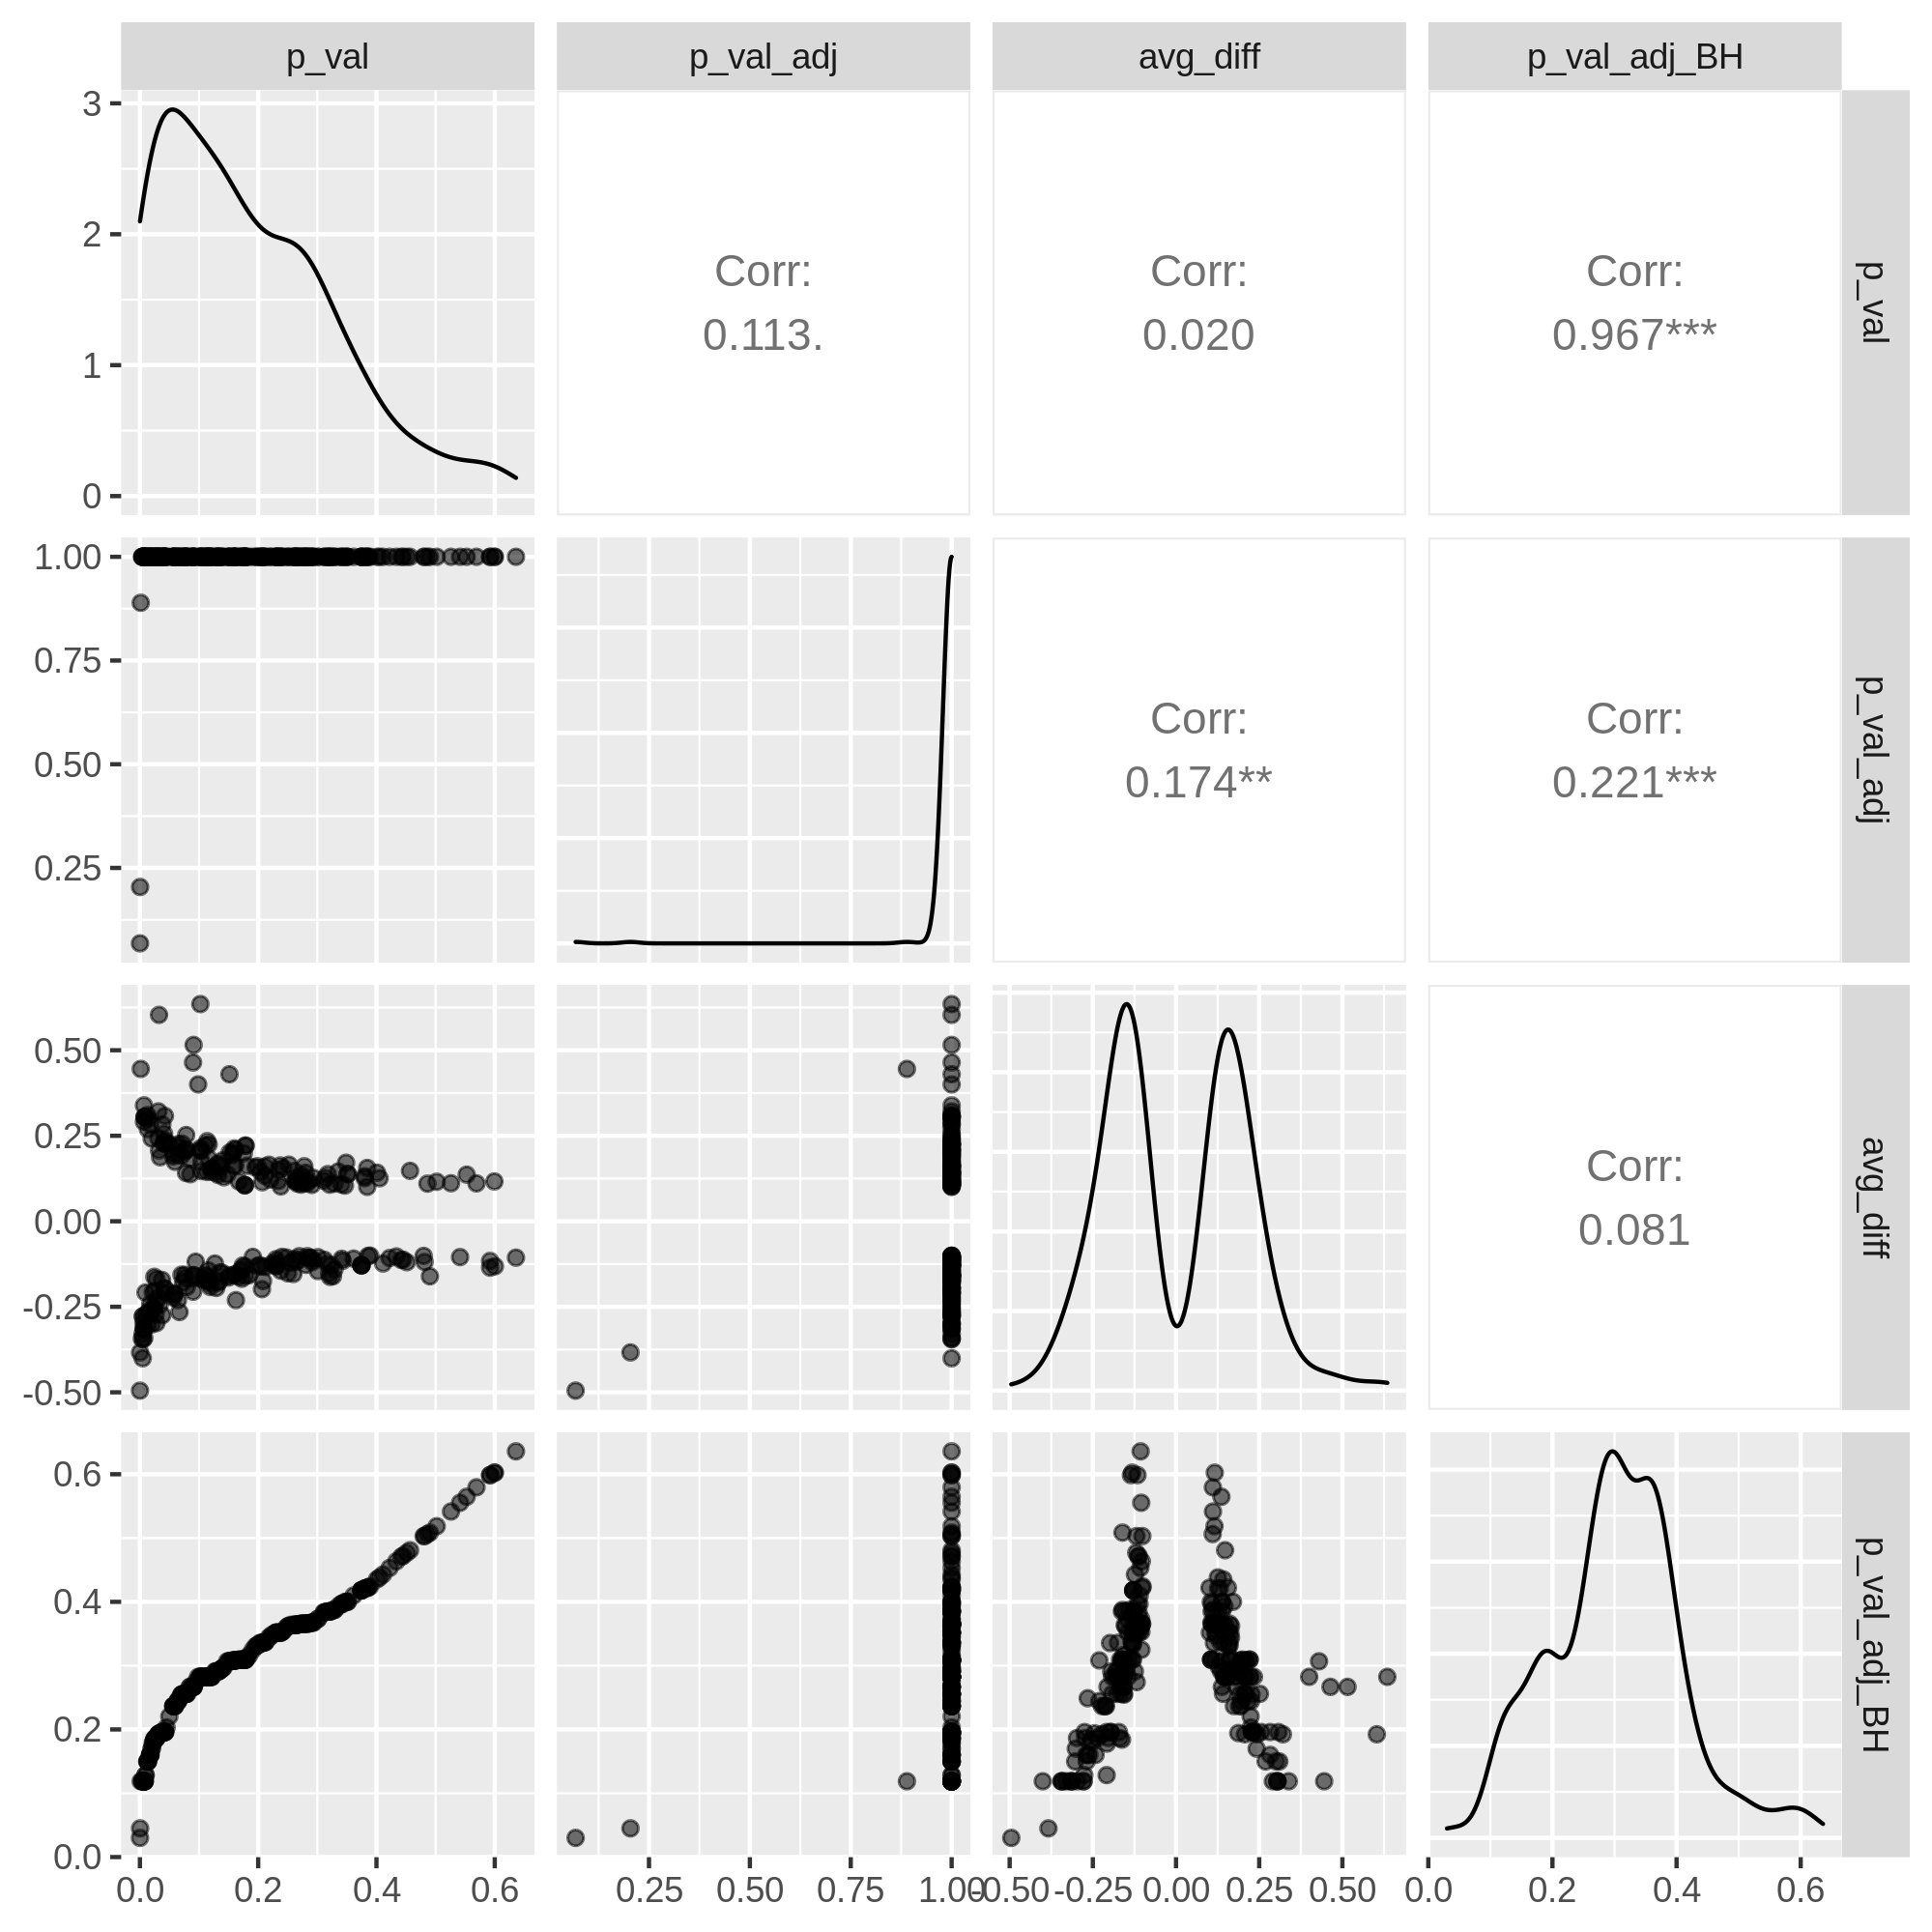 p_val p_val_adj avg_diff p_val_adj_BH
3
2
1
0
Corr:
0.113.
Corr:
0.020
Corr:
0.967***
p_val
1.00
0.75
0.50
0.25
Corr:
0.174**
Corr:
0.221***
p_val_adj
0.50
0.25
0.00
-0.25
-0.50
Corr:
0.081
avg_diff
0.6
0.4
0.2
0.0
p_val_adj_BH
0.0 0.2 0.4 0.6 0.25 0.50 0.75 1.00 -0.50 -0.25 0.00 0.25 0.50 0.0 0.2 0.4 0.6